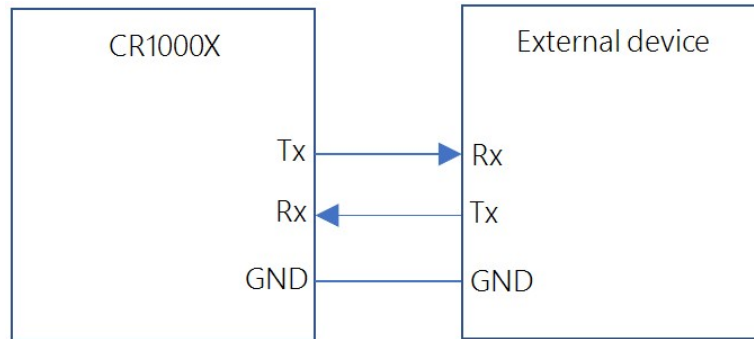 CR1000X
External device
Tx
Rx
Rx
Tx
GND
GND